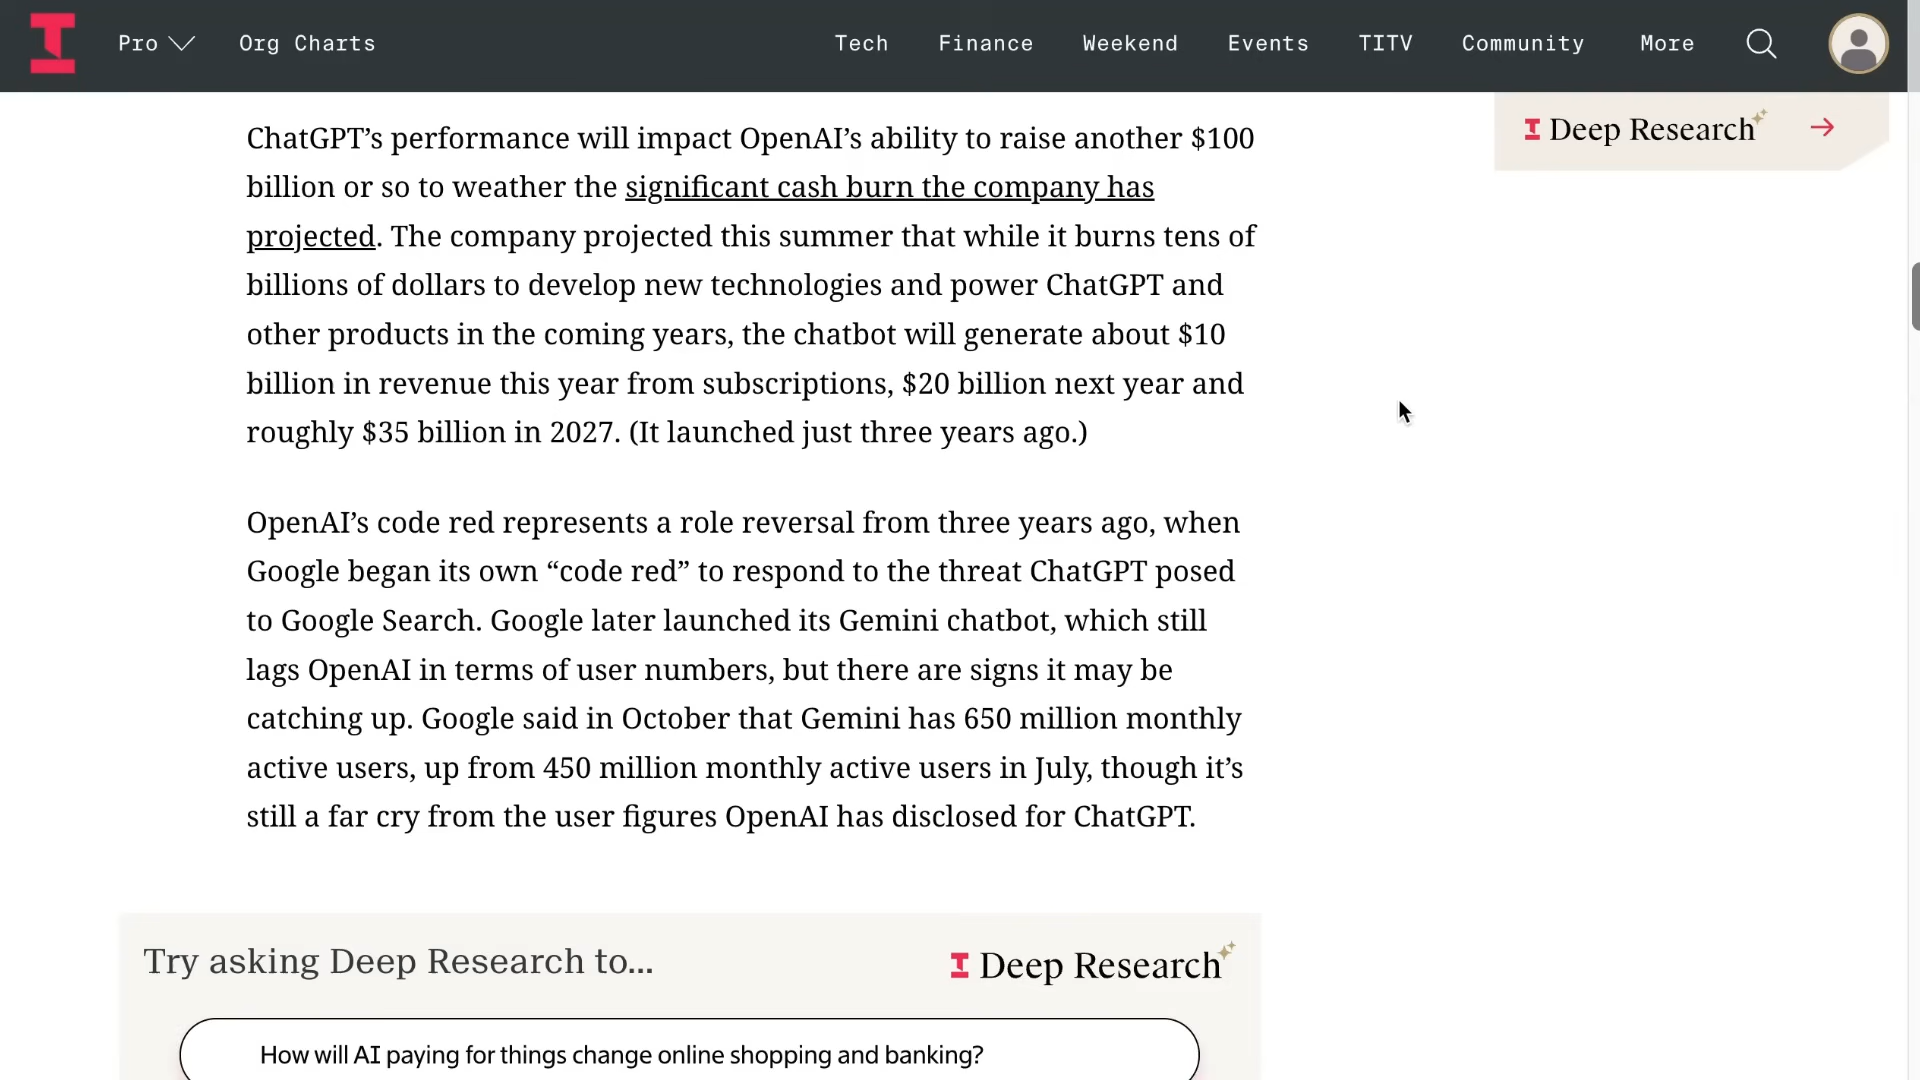 Pro
Org Charts
Tech
Finance
Weekend
Events
TITV
Community
More
Deep Research
ChatGPT’s performance will impact OpenAI’s ability to raise another $100
billion or so to weather the significant cash burn the company has
projected. The company projected this summer that while it burns tens of
billions of dollars to develop new technologies and power ChatGPT and
other products in the coming years, the chatbot will generate about $10
billion in revenue this year from subscriptions, $20 billion next year and
roughly $35 billion in 2027. (It launched just three years ago.)
OpenAI’s code red represents a role reversal from three years ago, when
Google began its own “code red” to respond to the threat ChatGPT posed
to Google Search. Google later launched its Gemini chatbot, which still
lags OpenAI in terms of user numbers, but there are signs it may be
catching up. Google said in October that Gemini has 650 million monthly
active users, up from 450 million monthly active users in July, though it’s
still a far cry from the user figures OpenAI has disclosed for ChatGPT.
Try asking Deep Research to...
Deep Research
How will AI paying for things change online shopping and banking?